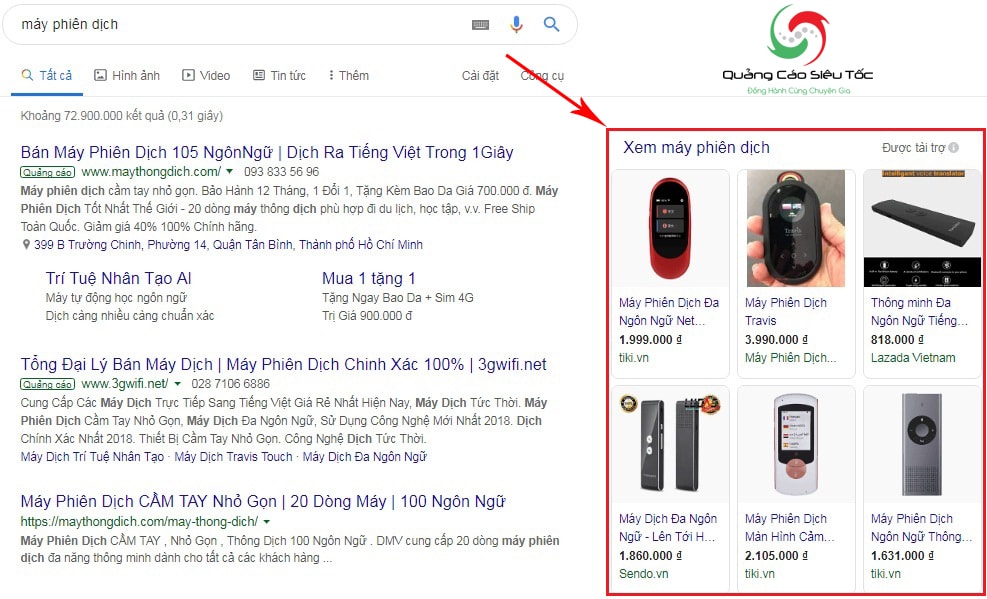 máy phiên dịch
Tất cả
Hình ảnh
Video
Tin tức
Thêm
Cài đặt
Công cụ
Quảng Cáo Siêu Tốc
Đồng Hành Cùng Chuyên Gia
Khoảng 72.900.000 kết quả (0,31 giây)
Bán Máy Phiên Dịch 105 NgônNgữ | Dịch Ra Tiếng Việt Trong 1Giây
Quảng cáo www.maythongdich.com/ 093 833 56 96
Máy phiên dịch cầm tay nhỏ gọn. Bảo Hành 12 Tháng, 1 Đổi 1, Tặng Kèm Bao Da Giá 700.000 đ. Máy
Phiên Dịch Tốt Nhất Thế Giới - 20 dòng máy thông dịch phù hợp đi du lịch, học tập, v.v. Free Ship
Toàn Quốc. Giảm giá 40% 100% Chính hãng.
399 B Trường Chinh, Phường 14, Quận Tân Bình, Thành phố Hồ Chí Minh
Trí Tuệ Nhân Tạo AI
Máy tự động học ngôn ngữ
Dịch càng nhiều càng chuẩn xác
Mua 1 tặng 1
Tặng Ngay Bao Da + Sim 4G
Trị Giá 900.000 đ
Tổng Đại Lý Bán Máy Dịch | Máy Phiên Dịch Chinh Xác 100% | 3gwifi.net
Quảng cáo www.3gwifi.net/ 028 7106 6886
Cung Cấp Các Máy Dịch Trực Tiếp Sang Tiếng Việt Giá Rẻ Nhất Hiện Nay, Máy Dịch Tức Thời. Máy
Phiên Dịch Cầm Tay Nhỏ Gọn, Máy Dịch Đa Ngôn Ngữ, Sử Dụng Công Nghệ Mới Nhất 2018. Dịch
Chính Xác Nhất 2018. Thiết Bị Cầm Tay Nhỏ Gọn. Công Nghệ Dịch Tức Thời.
Máy Dịch Trí Tuệ Nhân Tạo · Máy Dịch Travis Touch · Máy Dịch Đa Ngôn Ngữ
Máy Phiên Dịch CẦM TAY Nhỏ Gọn | 20 Dòng Máy | 100 Ngôn Ngữ
https://maythongdich.com/may-thong-dich/
Máy Phiên Dịch CẦM TAY , Nhỏ Gọn , Thông Dịch 100 Ngôn Ngữ . DMV cung cấp 20 dòng máy phiên
dịch đa năng thông minh dành cho tất cả các khách hàng ...
Xem máy phiên dịch
Được tài trợ
Máy Phiên Dịch Đa
Ngôn Ngữ Net...
1.999.000 ₫
tiki.vn
Travis
Máy Phiên Dịch
Travis
3.990.000 ₫
Máy Phiên Dịch...
Intelligent voice translator
Thông minh Đa
Ngôn Ngữ Tiếng...
818.000 ₫
Lazada Vietnam
Máy Dịch Đa Ngôn
Ngữ - Lên Tới H...
1.860.000 ₫
Sendo.vn
Máy Phiên Dịch
Màn Hình Cảm...
2.105.000 ₫
tiki.vn
Máy Phiên Dịch
Ngôn Ngữ Thông...
1.631.000 ₫
tiki.vn